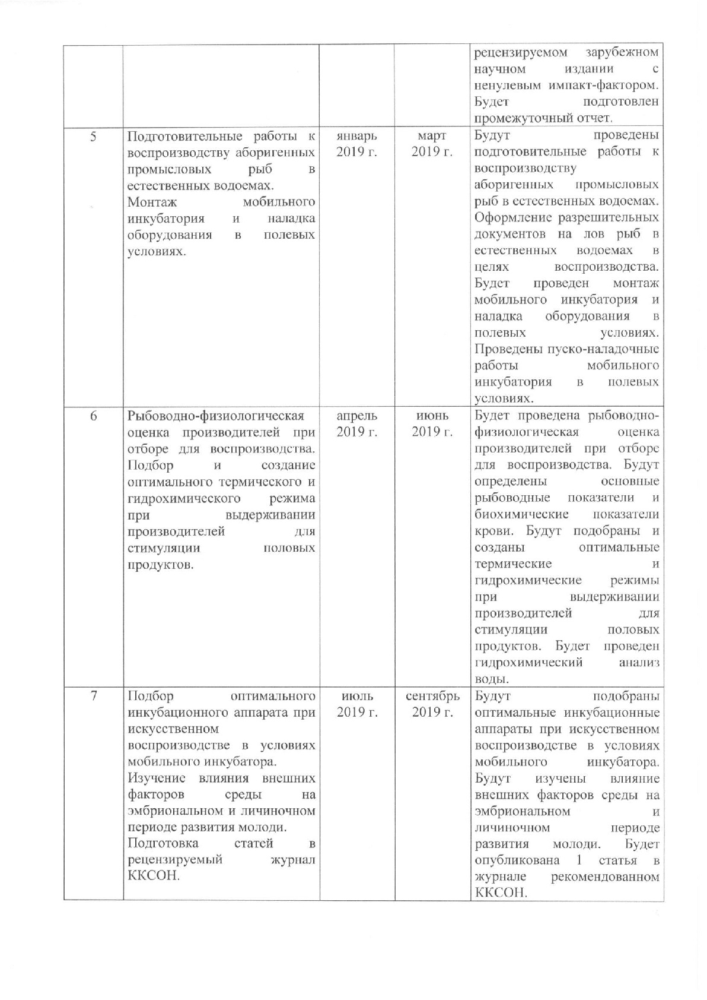 рецензируемом зарубежном
научном издании с
ненулевым импакт-фактором.
Будет подготовлен
промежуточный отчет.
5
Подготовительные работы к
воспроизводству аборигенных
промысловых рыб в
естественных водоемах.
Монтаж мобильного
инкубатория и наладка
оборудования в полевых
условиях.
январь
2019 г.
март
2019 г.
Будут проведены
подготовительные работы к
воспроизводству
аборигенных промысловых
рыб в естественных водоемах.
Оформление разрешительных
документов на лов рыб в
естественных водоемах в
целях воспроизводства.
Будет проведен монтаж
мобильного инкубатория и
наладка оборудования в
полевых условиях.
Проведены пуско-наладочные
работы мобильного
инкубатория в полевых
условиях.
6
Рыбоводно-физиологическая
оценка производителей при
отборе для воспроизводства.
Подбор и создание
оптимального термического и
гидрохимического режима
при выдерживании
производителей для
стимуляции половых
продуктов.
апрель
2019 г.
июнь
2019 г.
Будет проведена рыбоводно-
физиологическая оценка
производителей при отборе
для воспроизводства. Будут
определены основные
рыбоводные показатели и
биохимические показатели
крови. Будут подобраны и
созданы оптимальные
термические и
гидрохимические режимы
при выдерживании
производителей для
стимуляции половых
продуктов. Будет проведен
гидрохимический анализ
воды.
7
Подбор оптимального
инкубационного аппарата при
искусственном
воспроизводстве в условиях
мобильного инкубатора.
Изучение влияния внешних
факторов среды на
эмбриональном и личиночном
периоде развития молоди.
Подготовка статей в
рецензируемый журнал
ККСОН.
июль
2019 г.
сентябрь
2019 г.
Будут подобраны
оптимальные инкубационные
аппараты при искусственном
воспроизводстве в условиях
мобильного инкубатора.
Будут изучены влияние
внешних факторов среды на
эмбриональном и
личиночном периоде
развития молоди. Будет
опубликована 1 статья в
журнале рекомендованном
ККСОН.